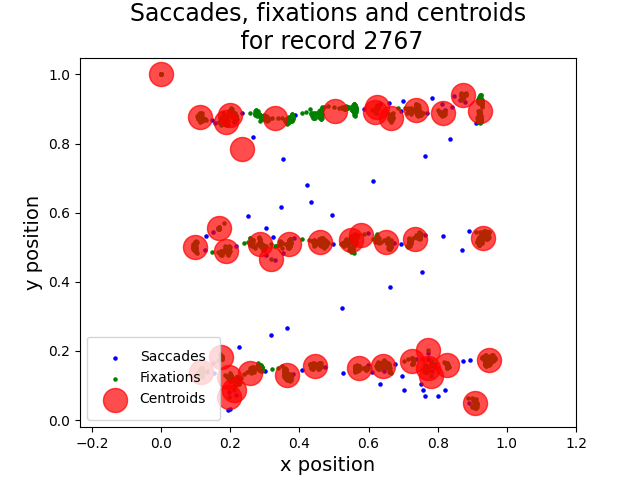 Saccades, fixations and centroids
for record 2767
1.0
0.8
0.6
0.4
0.2
0.0
y position
Saccades
Fixations
Centroids
−0.2
0.0
0.2
0.4
0.6
0.8
1.0
1.2
x position